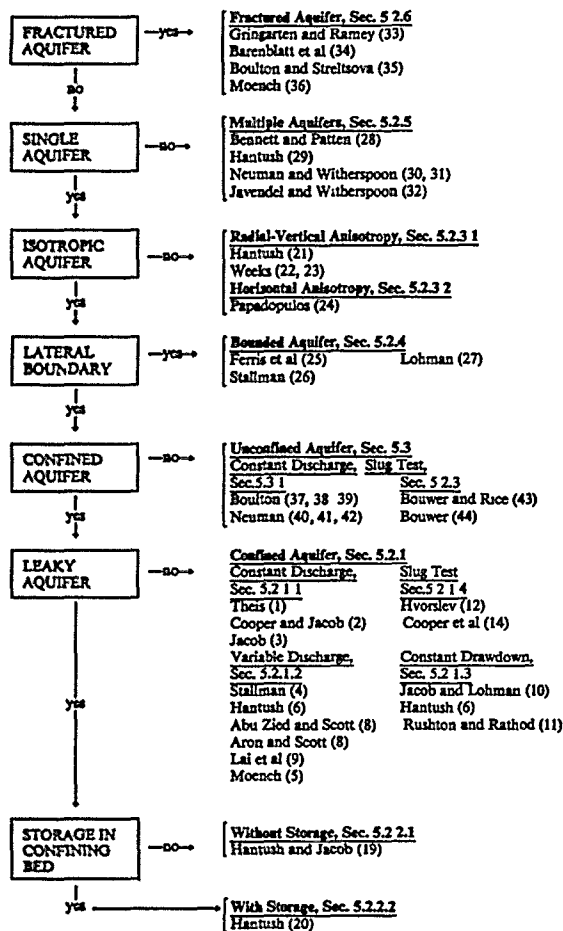 FRACTURED
AQUIFER
yes
Fractured Aquifer, Sec. 5 2.6
Gringarten and Ramey (33)
Barenblatt et al (34)
Boulton and Streltsova (35)
Moench (36)
no
SINGLE
AQUIFER
no
Multiple Aquifers, Sec. 5.2.5
Bennett and Patten (28)
Hantush (29)
Neuman and Witherspoon (30, 31)
Javendel and Witherspoon (32)
yes
ISOTROPIC
AQUIFER
no
Radial-Vertical Anisotropy, Sec. 5.2.3 1
Hantush (21)
Weeks (22, 23)
Horizontal Anisotropy, Sec. 5.2.3 2
Papadopulos (24)
yes
LATERAL
BOUNDARY
yes
Bounded Aquifer, Sec. 5.2.4
Ferris et al (25) Lohman (27)
Stallman (26)
yes
CONFINED
AQUIFER
no
Unconfined Aquifer, Sec. 5.3
Constant Discharge, Slug Test,
Sec.5.3 1 Sec. 5 2.3
Boulton (37, 38 39) Bouwer and Rice (43)
Neuman (40, 41, 42) Bouwer (44)
yes
LEAKY
AQUIFER
no
Confined Aquifer, Sec. 5.2.1
Constant Discharge, Slug Test
Sec. 5.2 1 1 Sec.5 2 1 4
Theis (1) Hvorslev (12)
Cooper and Jacob (2) Cooper et al (14)
Jacob (3)
Variable Discharge, Constant Drawdown,
Sec. 5.2.1.2 Sec. 5.2 1.3
Stallman (4) Jacob and Lohman (10)
Hantush (6) Hantush (6)
Abu Zied and Scott (8) Rushton and Rathod (11)
Aron and Scott (8)
Lai et al (9)
Moench (5)
yes
STORAGE IN
CONFINING
BED
no
Without Storage, Sec. 5.2 2.1
Hantush and Jacob (19)
yes
With Storage, Sec. 5.2.2.2
Hantush (20)